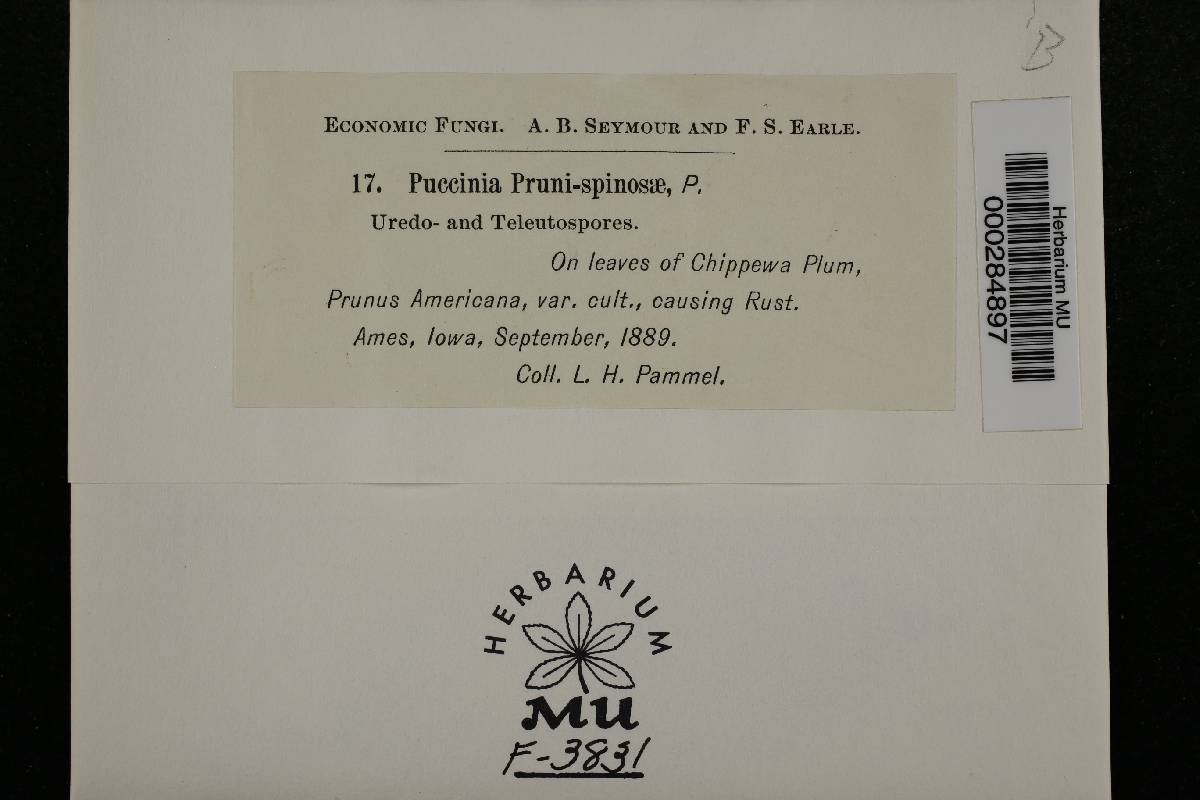 B
ECONOMIC FUNGI. A. B. SEYMOUR AND F. S. EARLE.
17. Puccinia Pruni-spinosæ, P.
Uredo- and Teleutospores.
On leaves of Chippewa Plum,
Prunus Americana, var. cult., causing Rust.
Ames, Iowa, September, 1889.
Coll. L. H. Pammel.
Herbarium MU
000284897
HERBARIUM
MU
F-3831